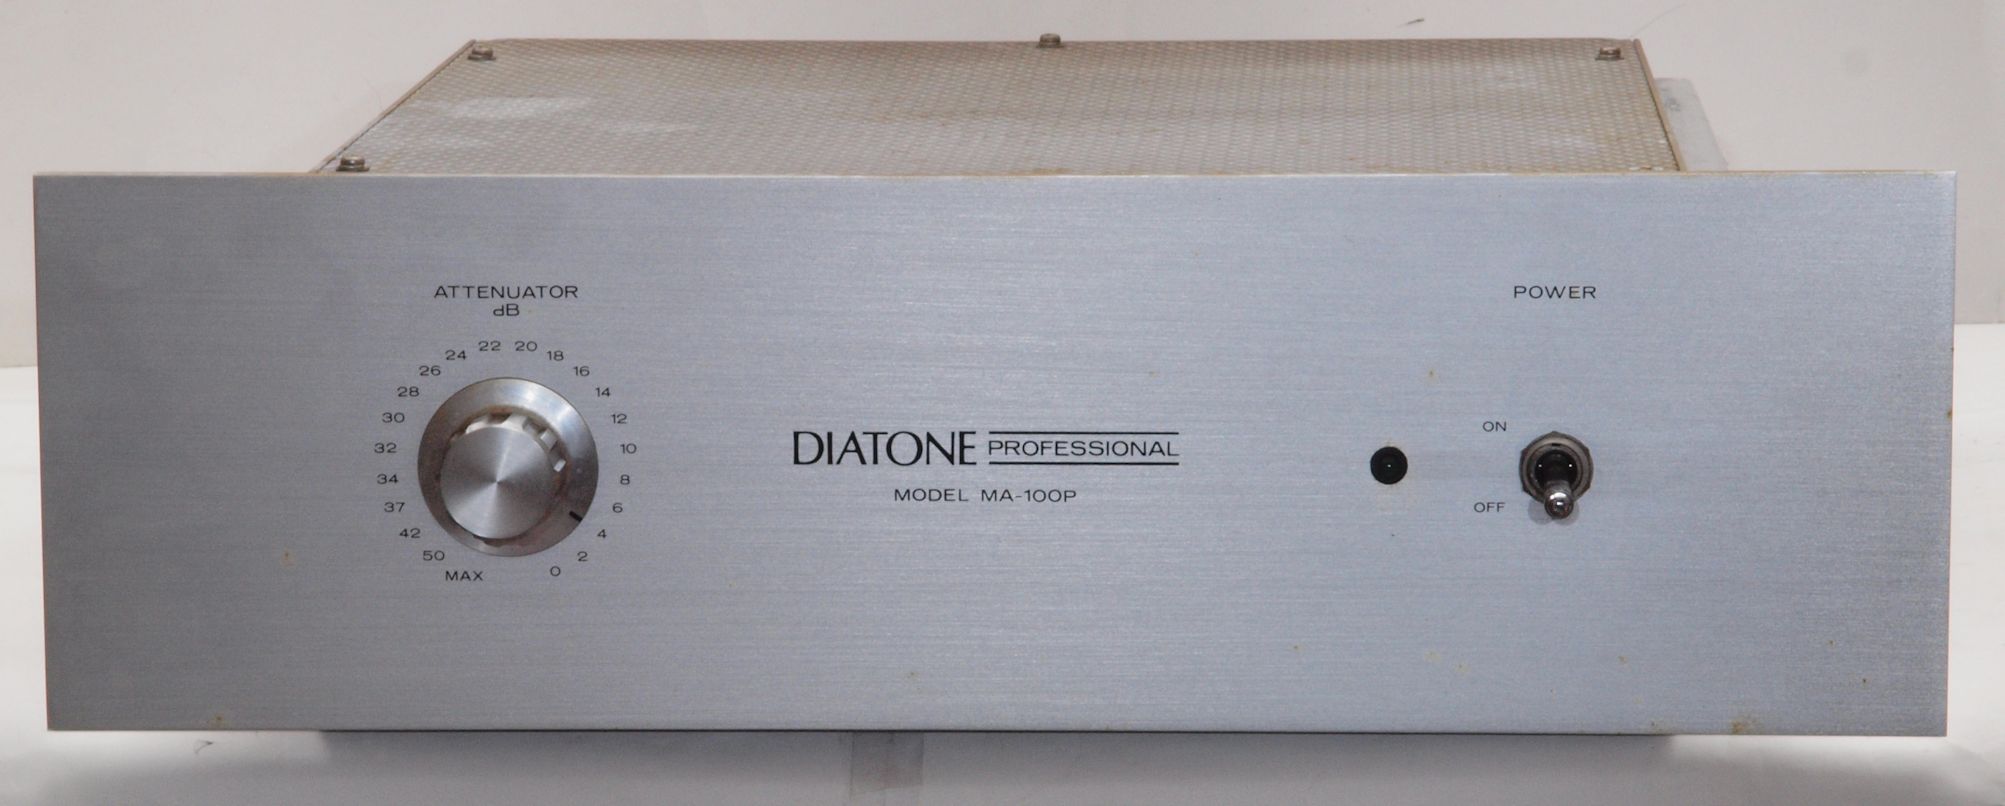 ATTENUATOR
dB
MAX 50 42 37 34 32 30 28 26 24 22 20 18 16 14 12 10 8 6 4 2 0
DIATONE PROFESSIONAL
MODEL MA-100P
POWER
ON
OFF